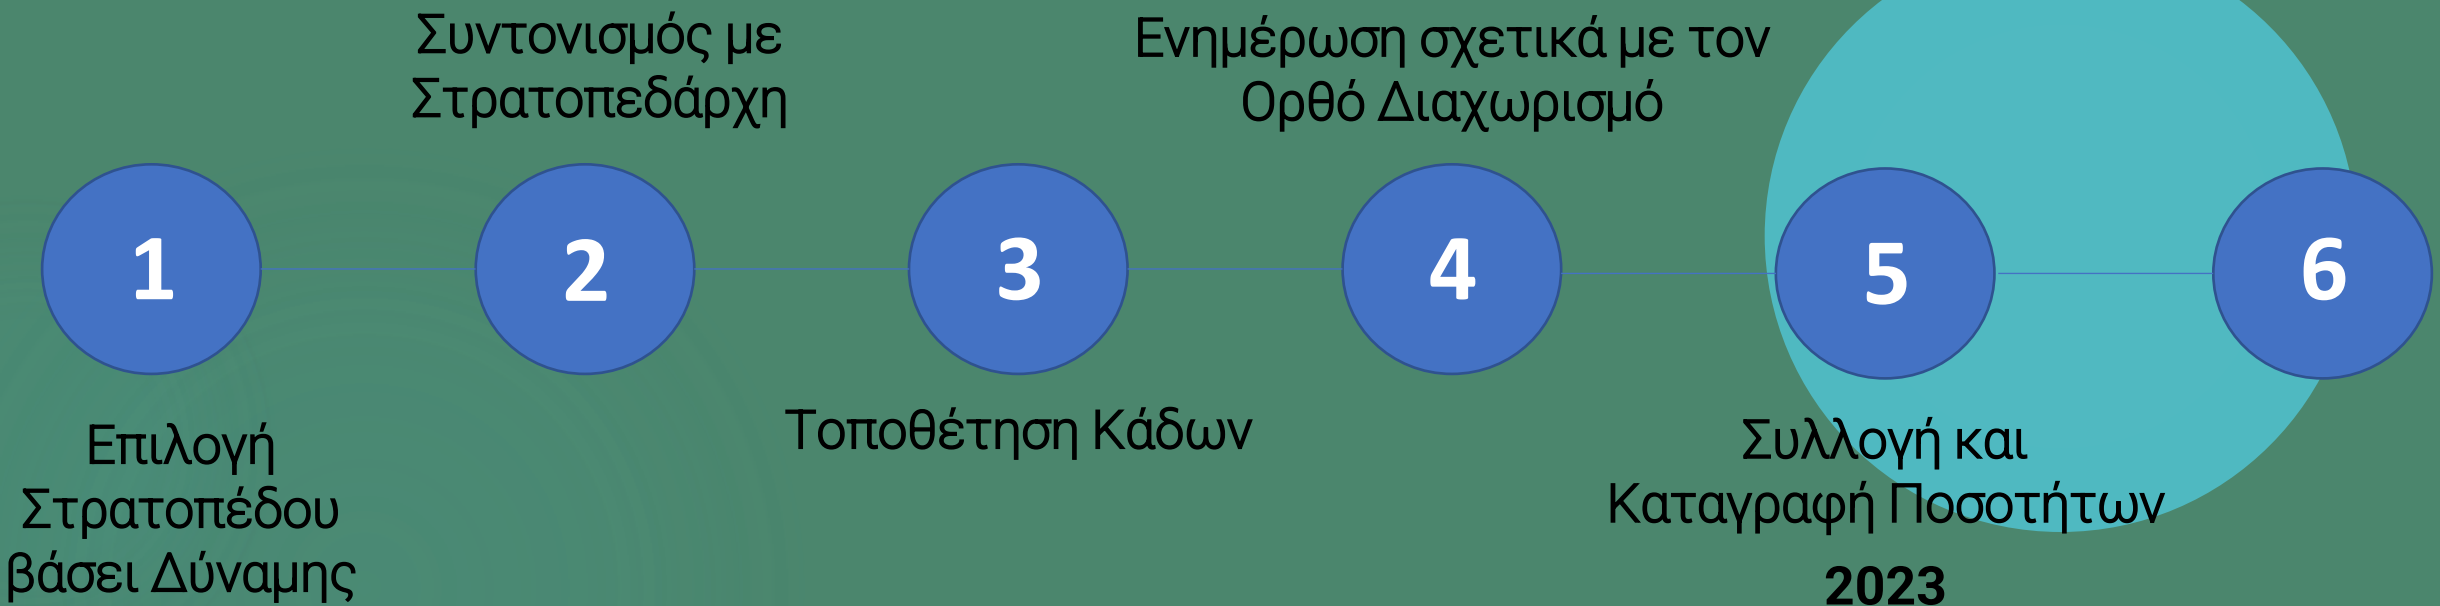 Συντονισμός με
Στρατοπεδάρχη
Ενημέρωση σχετικά με τον
Ορθό Διαχωρισμό
1
2
3
4
5
6
Επιλογή
Στρατοπέδου
βάσει Δύναμης
Τοποθέτηση Κάδων
Συλλογή και
Καταγραφή Ποσοτήτων
2023